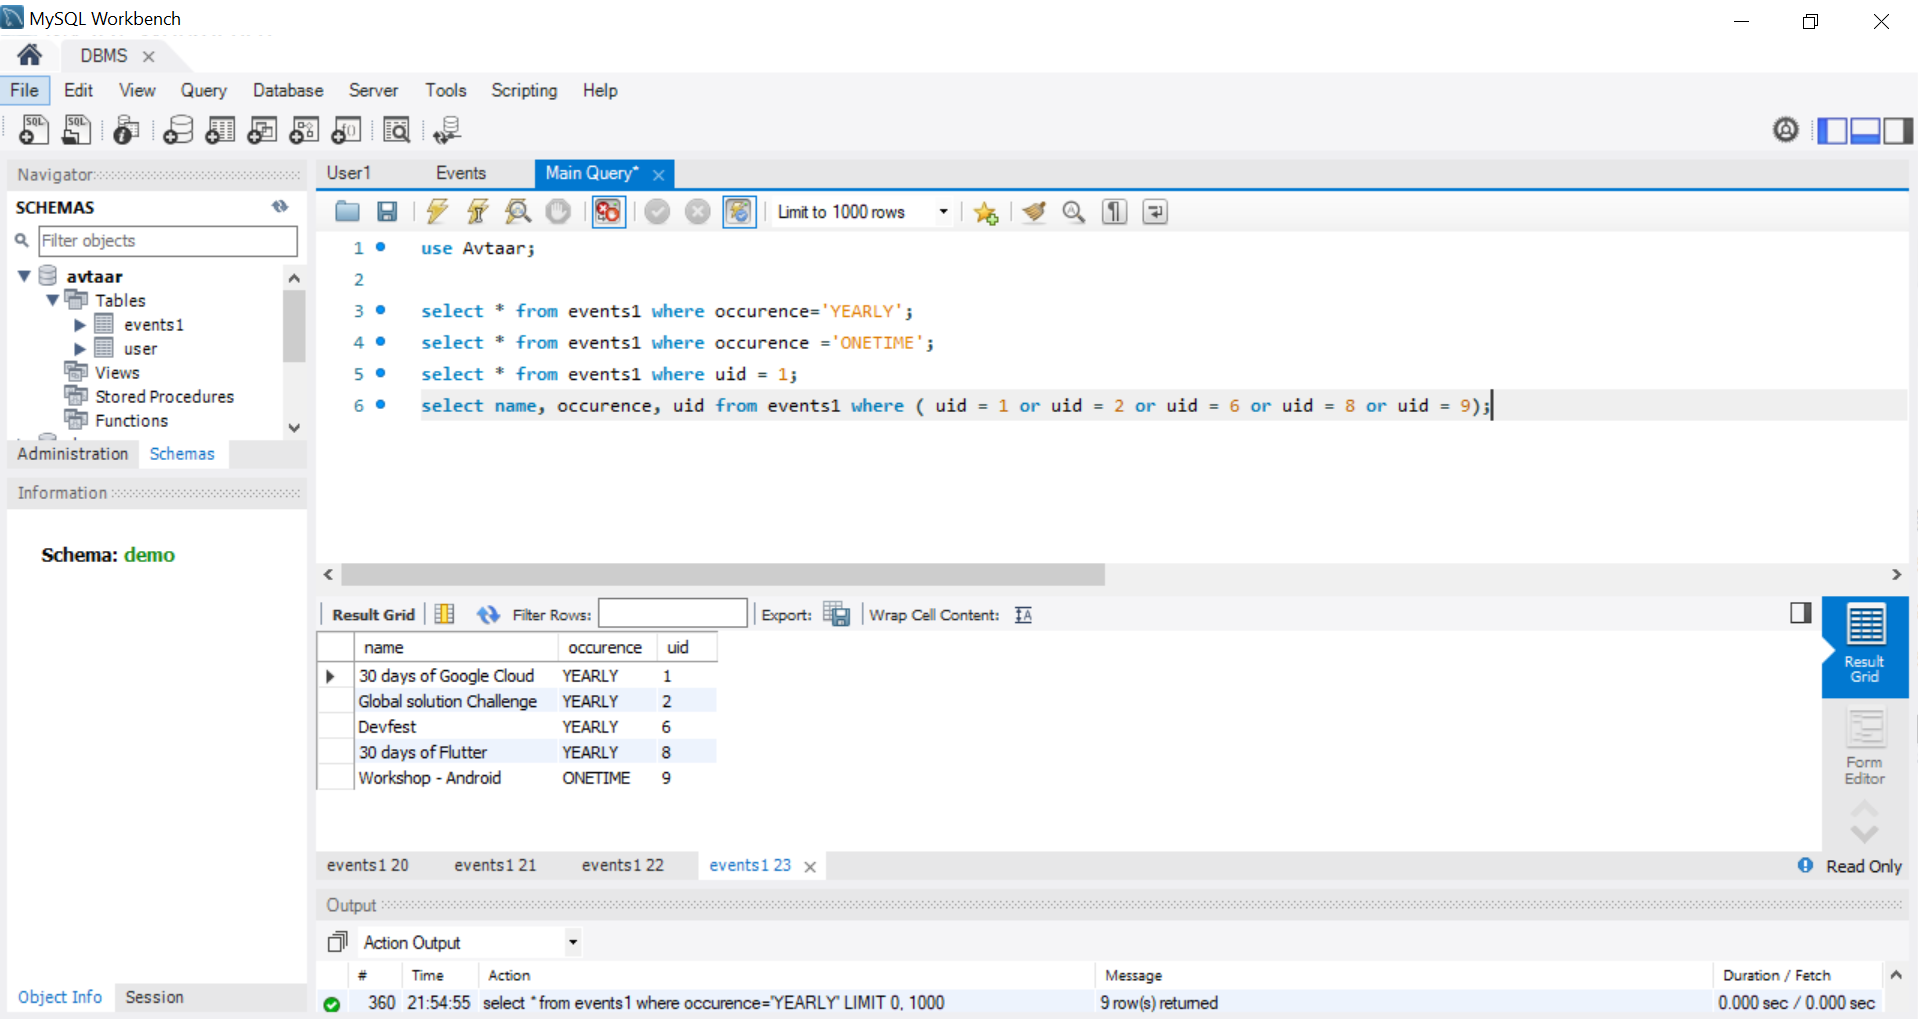 MySQL Workbench
DBMS
File Edit View Query Database Server Tools Scripting Help
SQL SQL
Navigator
SCHEMAS
Filter objects
avtaar
Tables
events1
user
Views
Stored Procedures
Functions
Administration Schemas
Information
Schema: demo
Object Info Session
User1 Events Main Query*
Limit to 1000 rows
1 use Avtaar;
2
3 select * from events1 where occurence='YEARLY';
4 select * from events1 where occurence ='ONETIME';
5 select * from events1 where uid = 1;
6 select name, occurence, uid from events1 where ( uid = 1 or uid = 2 or uid = 6 or uid = 8 or uid = 9);
Result Grid Filter Rows: Export: Wrap Cell Content: IA
name occurence uid
30 days of Google Cloud YEARLY 1
Global solution Challenge YEARLY 2
Devfest YEARLY 6
30 days of Flutter YEARLY 8
Workshop - Android ONETIME 9
Result
Grid
Form
Editor
events1 20 events1 21 events1 22 events1 23
Read Only
Output
Action Output
# Time Action Message Duration / Fetch
360 21:54:55 select * from events1 where occurence='YEARLY' LIMIT 0, 1000 9 row(s) returned 0.000 sec / 0.000 sec